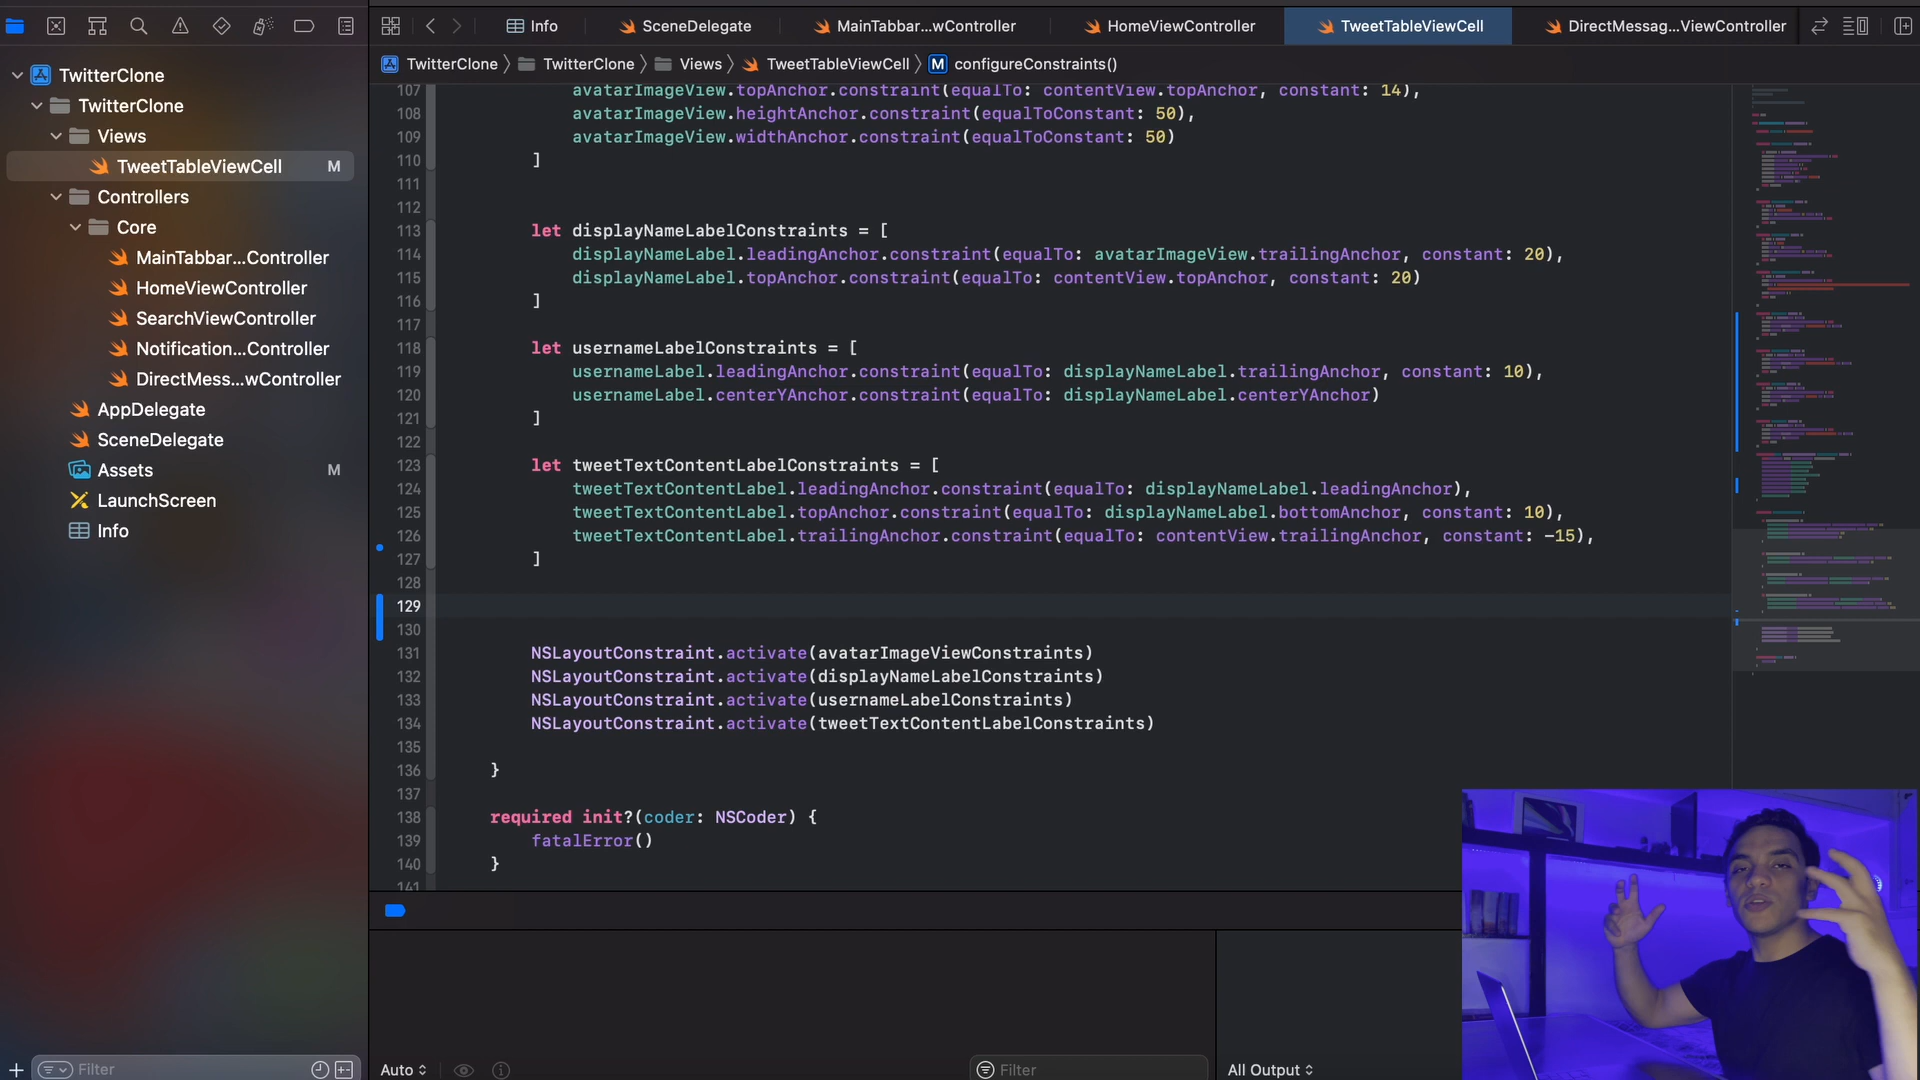 Info
SceneDelegate
MainTabbar...wController
HomeViewController
TweetTableViewCell
DirectMessag...ViewController
TwitterClone
TwitterClone
Views
TweetTableViewCell
M
configureConstraints()
TwitterClone
TwitterClone
Views
TweetTableViewCell M
Controllers
Core
MainTabbar...Controller
HomeViewController
SearchViewController
Notification...Controller
DirectMess...wController
AppDelegate
SceneDelegate
Assets M
LaunchScreen
Info
107 avatarImageView.topAnchor.constraint(equalTo: contentView.topAnchor, constant: 14),
108 avatarImageView.heightAnchor.constraint(equalToConstant: 50),
109 avatarImageView.widthAnchor.constraint(equalToConstant: 50)
110 ]
111
112
113 let displayNameLabelConstraints = [
114 displayNameLabel.leadingAnchor.constraint(equalTo: avatarImageView.trailingAnchor, constant: 20),
115 displayNameLabel.topAnchor.constraint(equalTo: contentView.topAnchor, constant: 20)
116 ]
117
118 let usernameLabelConstraints = [
119 usernameLabel.leadingAnchor.constraint(equalTo: displayNameLabel.trailingAnchor, constant: 10),
120 usernameLabel.centerYAnchor.constraint(equalTo: displayNameLabel.centerYAnchor)
121 ]
122
123 let tweetTextContentLabelConstraints = [
124 tweetTextContentLabel.leadingAnchor.constraint(equalTo: displayNameLabel.leadingAnchor),
125 tweetTextContentLabel.topAnchor.constraint(equalTo: displayNameLabel.bottomAnchor, constant: 10),
126 tweetTextContentLabel.trailingAnchor.constraint(equalTo: contentView.trailingAnchor, constant: -15),
127 ]
128
129
130
131 NSLayoutConstraint.activate(avatarImageViewConstraints)
132 NSLayoutConstraint.activate(displayNameLabelConstraints)
133 NSLayoutConstraint.activate(usernameLabelConstraints)
134 NSLayoutConstraint.activate(tweetTextContentLabelConstraints)
135
136 }
137
138 required init?(coder: NSCoder) {
139 fatalError()
140 }
141
Filter
Auto
Filter
All Output